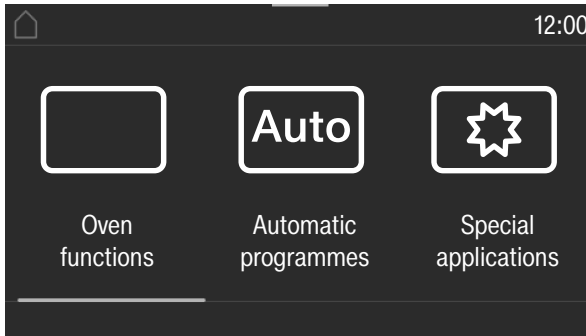 12:00
Auto
Oven
functions
Automatic
programmes
Special
applications